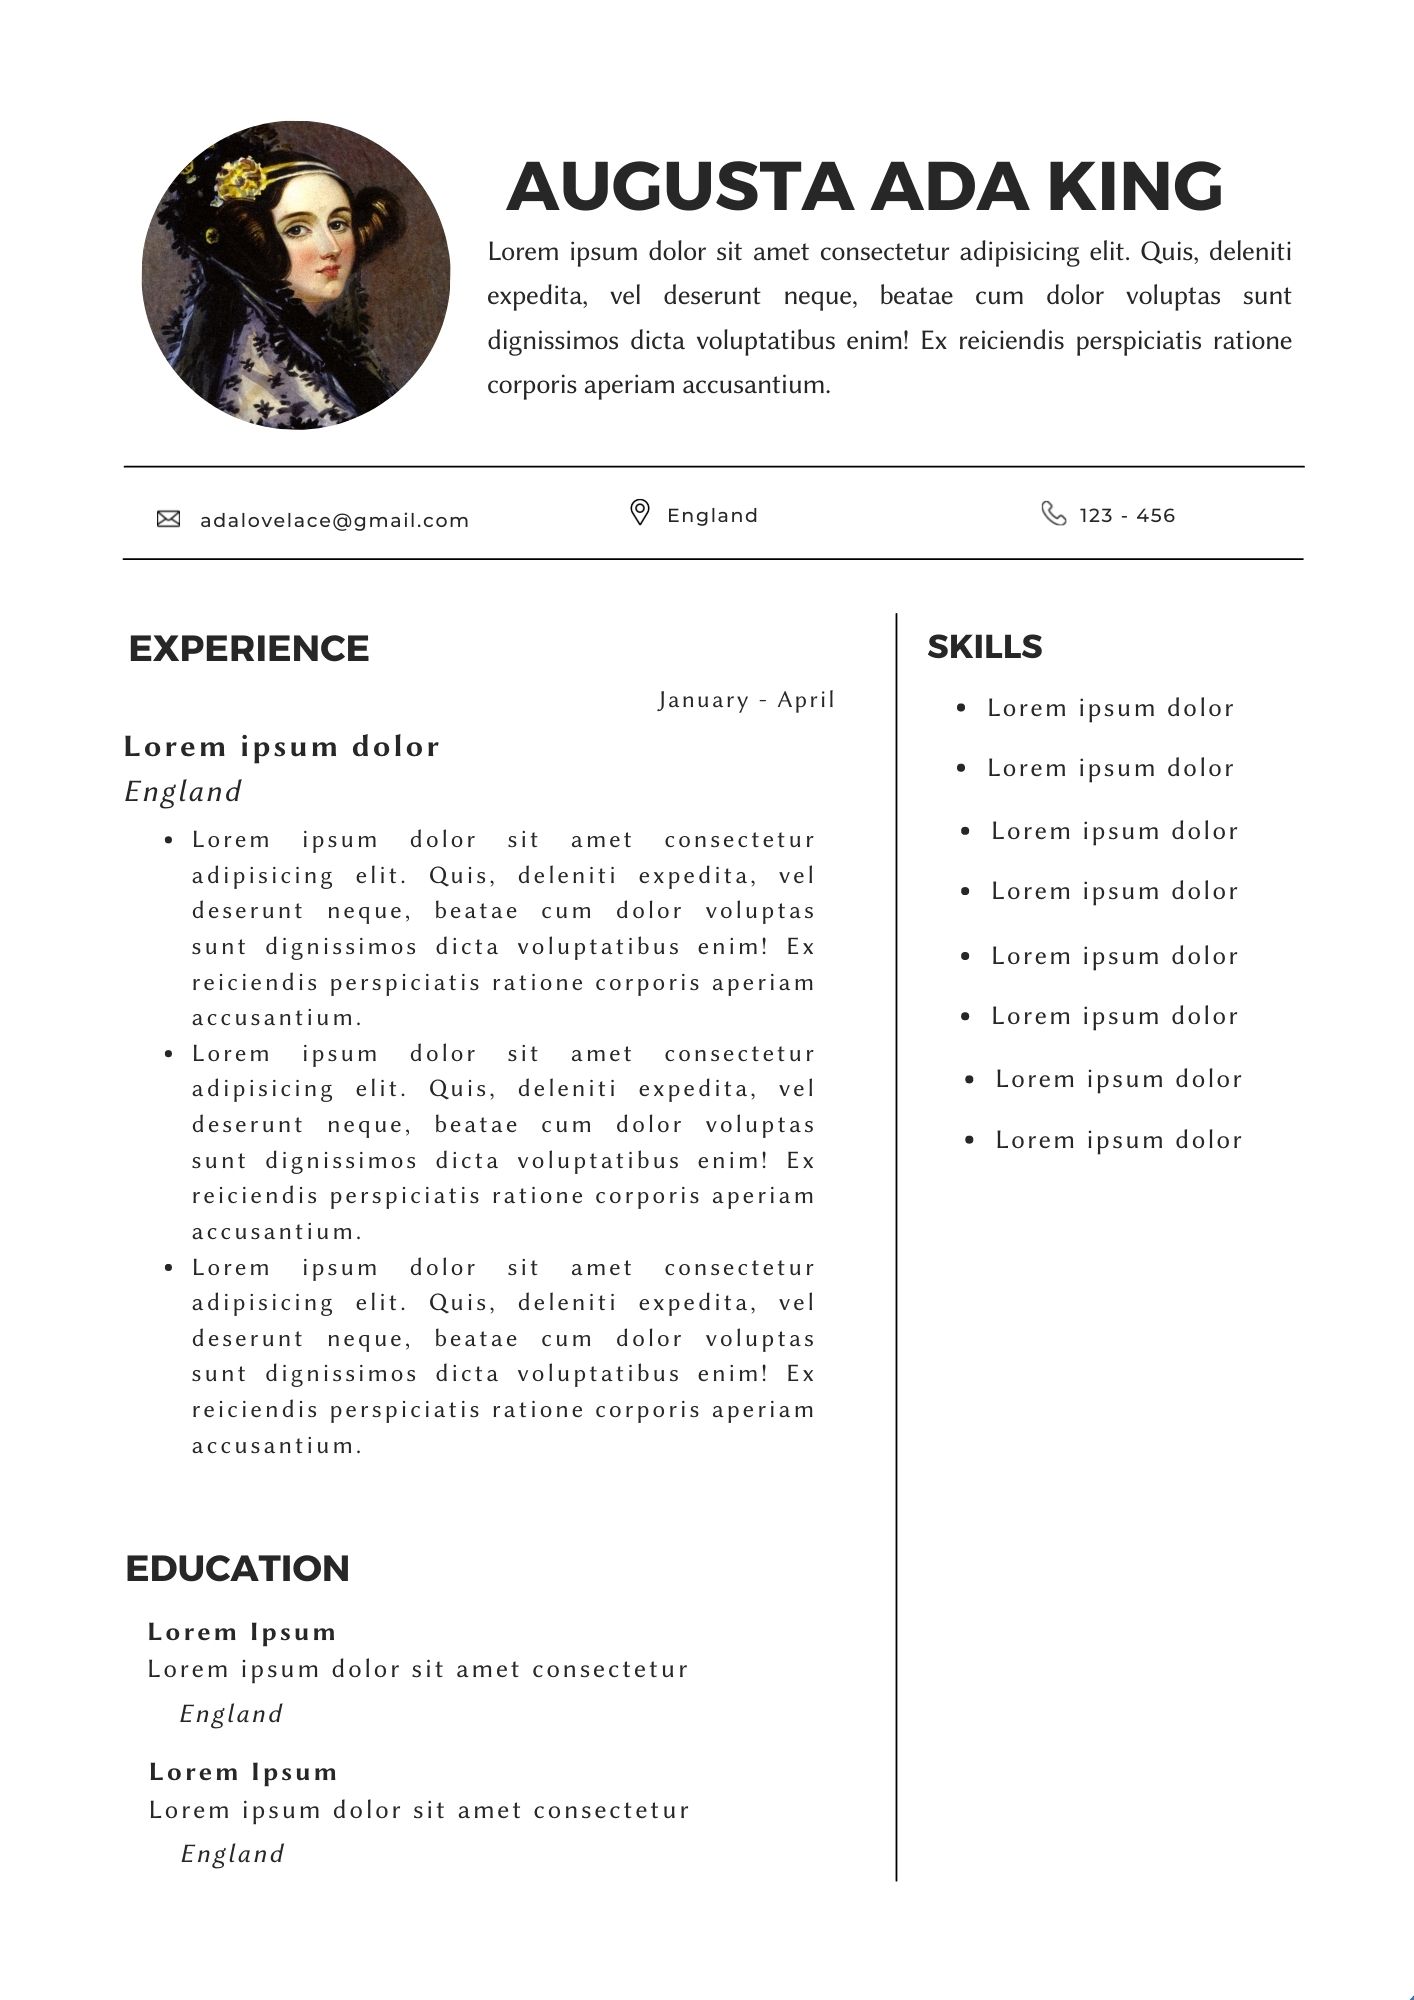 AUGUSTA ADA KING
Lorem ipsum dolor sit amet consectetur adipisicing elit. Quis, deleniti
expedita, vel deserunt neque, beatae cum dolor voluptas sunt
dignissimos dicta voluptatibus enim! Ex reiciendis perspiciatis ratione
corporis aperiam accusantium.
adalovelace@gmail.com
England
123 - 456
EXPERIENCE
January - April
Lorem ipsum dolor
England
• Lorem ipsum dolor sit amet consectetur
adipisicing elit. Quis, deleniti expedita, vel
deserunt neque, beatae cum dolor voluptas
sunt dignissimos dicta voluptatibus enim! Ex
reiciendis perspiciatis ratione corporis aperiam
accusantium.
• Lorem ipsum dolor sit amet consectetur
adipisicing elit. Quis, deleniti expedita, vel
deserunt neque, beatae cum dolor voluptas
sunt dignissimos dicta voluptatibus enim! Ex
reiciendis perspiciatis ratione corporis aperiam
accusantium.
• Lorem ipsum dolor sit amet consectetur
adipisicing elit. Quis, deleniti expedita, vel
deserunt neque, beatae cum dolor voluptas
sunt dignissimos dicta voluptatibus enim! Ex
reiciendis perspiciatis ratione corporis aperiam
accusantium.
EDUCATION
Lorem Ipsum
Lorem ipsum dolor sit amet consectetur
England
Lorem Ipsum
Lorem ipsum dolor sit amet consectetur
England
SKILLS
• Lorem ipsum dolor
• Lorem ipsum dolor
• Lorem ipsum dolor
• Lorem ipsum dolor
• Lorem ipsum dolor
• Lorem ipsum dolor
• Lorem ipsum dolor
• Lorem ipsum dolor